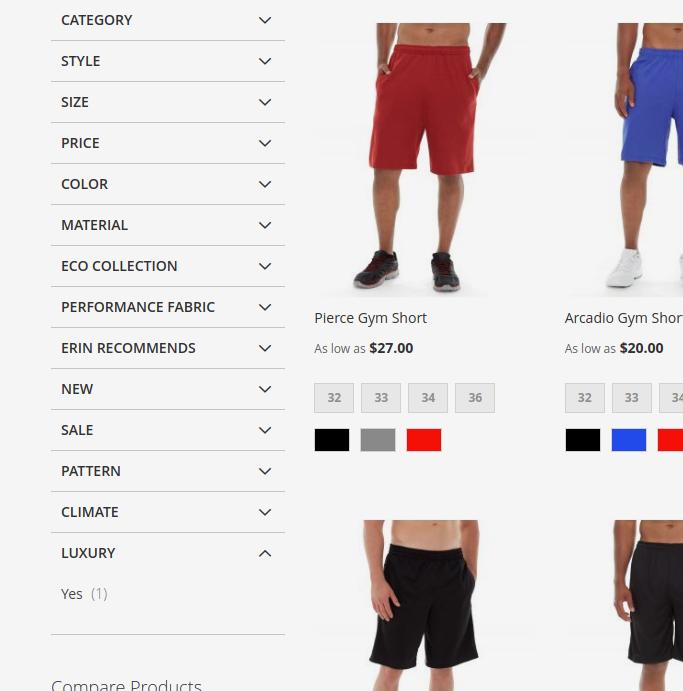 CATEGORY
STYLE
SIZE
PRICE
COLOR
MATERIAL
ECO COLLECTION
PERFORMANCE FABRIC
ERIN RECOMMENDS
NEW
SALE
PATTERN
CLIMATE
LUXURY
Yes (1)
Compare Products
Pierce Gym Short
As low as $27.00
32 33 34 36
Arcadio Gym Shor
As low as $20.00
32 33 34